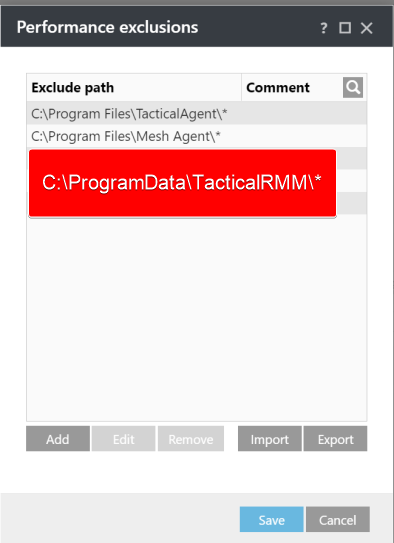 Performance exclusions
?
Exclude path Comment
C:\Program Files\TacticalAgent\*
C:\Program Files\Mesh Agent\*
C:\ProgramData\TacticalRMM\*
Add Edit Remove Import Export
Save Cancel